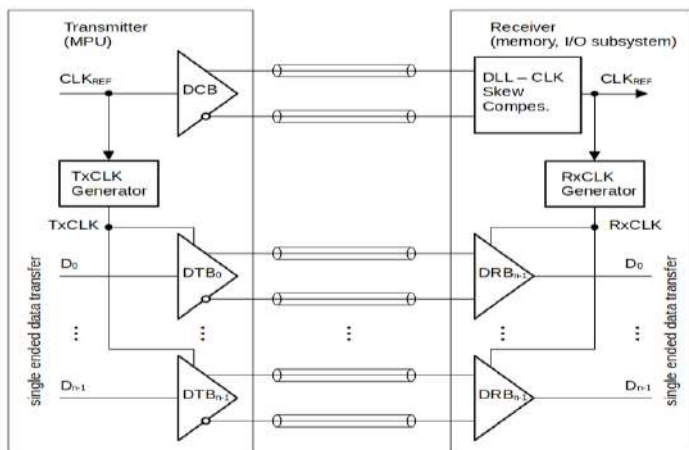 Transmitter
(MPU)
Receiver
(memory, I/O subsystem)
CLKREF
DCB
DLL – CLK
Skew
Compes.
CLKREF
TxCLK
Generator
RxCLK
Generator
TxCLK
RxCLK
single ended data transfer
D0
DTB0
DRBn-1
D0
single ended data transfer
...
...
...
...
...
Dn-1
DTBn-1
DRBn-1
Dn-1